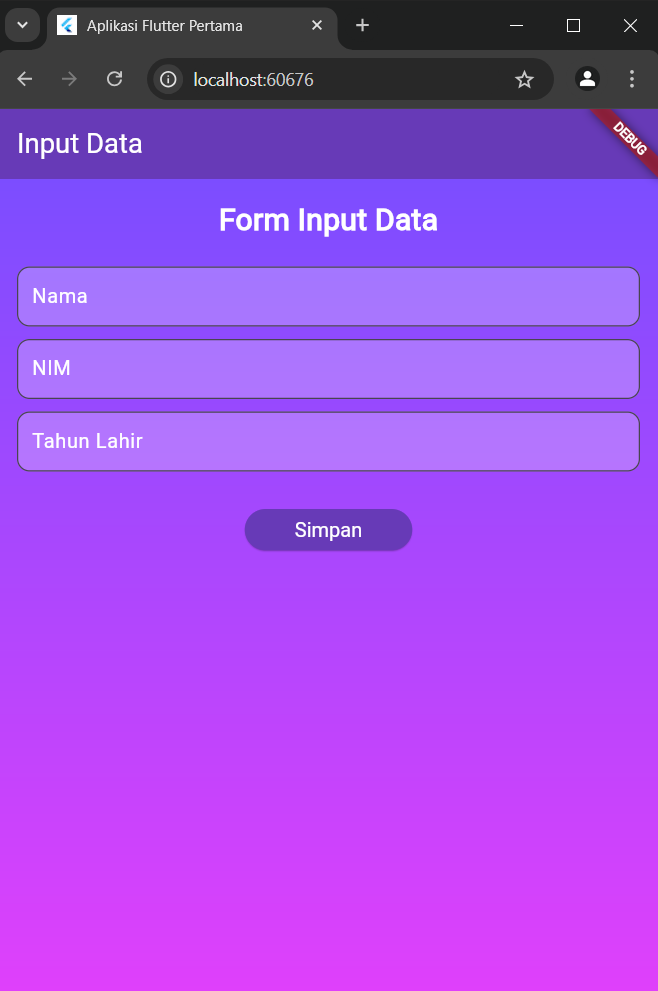 Aplikasi Flutter Pertama
localhost:60676
Input Data
DEBUG
Form Input Data
Nama
NIM
Tahun Lahir
Simpan